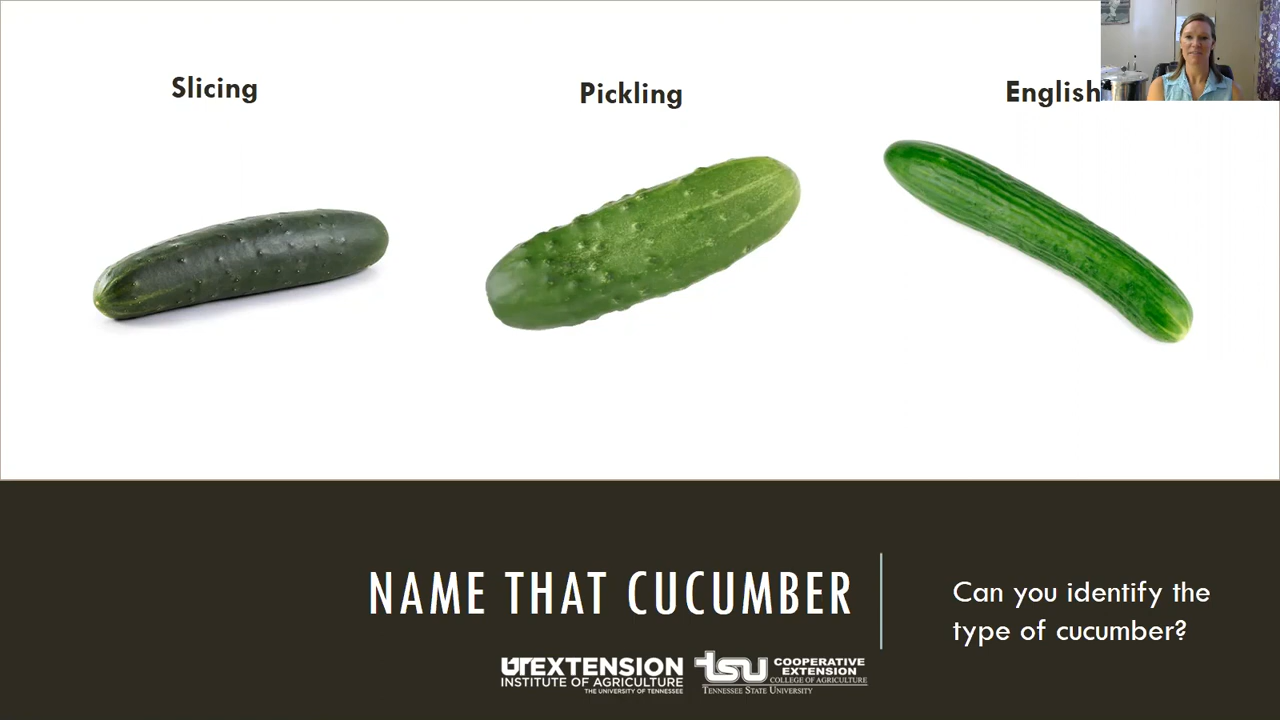 Slicing
Pickling
English
NAME THAT CUCUMBER
Can you identify the
type of cucumber?
UTEXTENSION
INSTITUTE OF AGRICULTURE
THE UNIVERSITY OF TENNESSEE
tsu
COOPERATIVE
EXTENSION
COLLEGE OF AGRICULTURE
TENNESSEE STATE UNIVERSITY